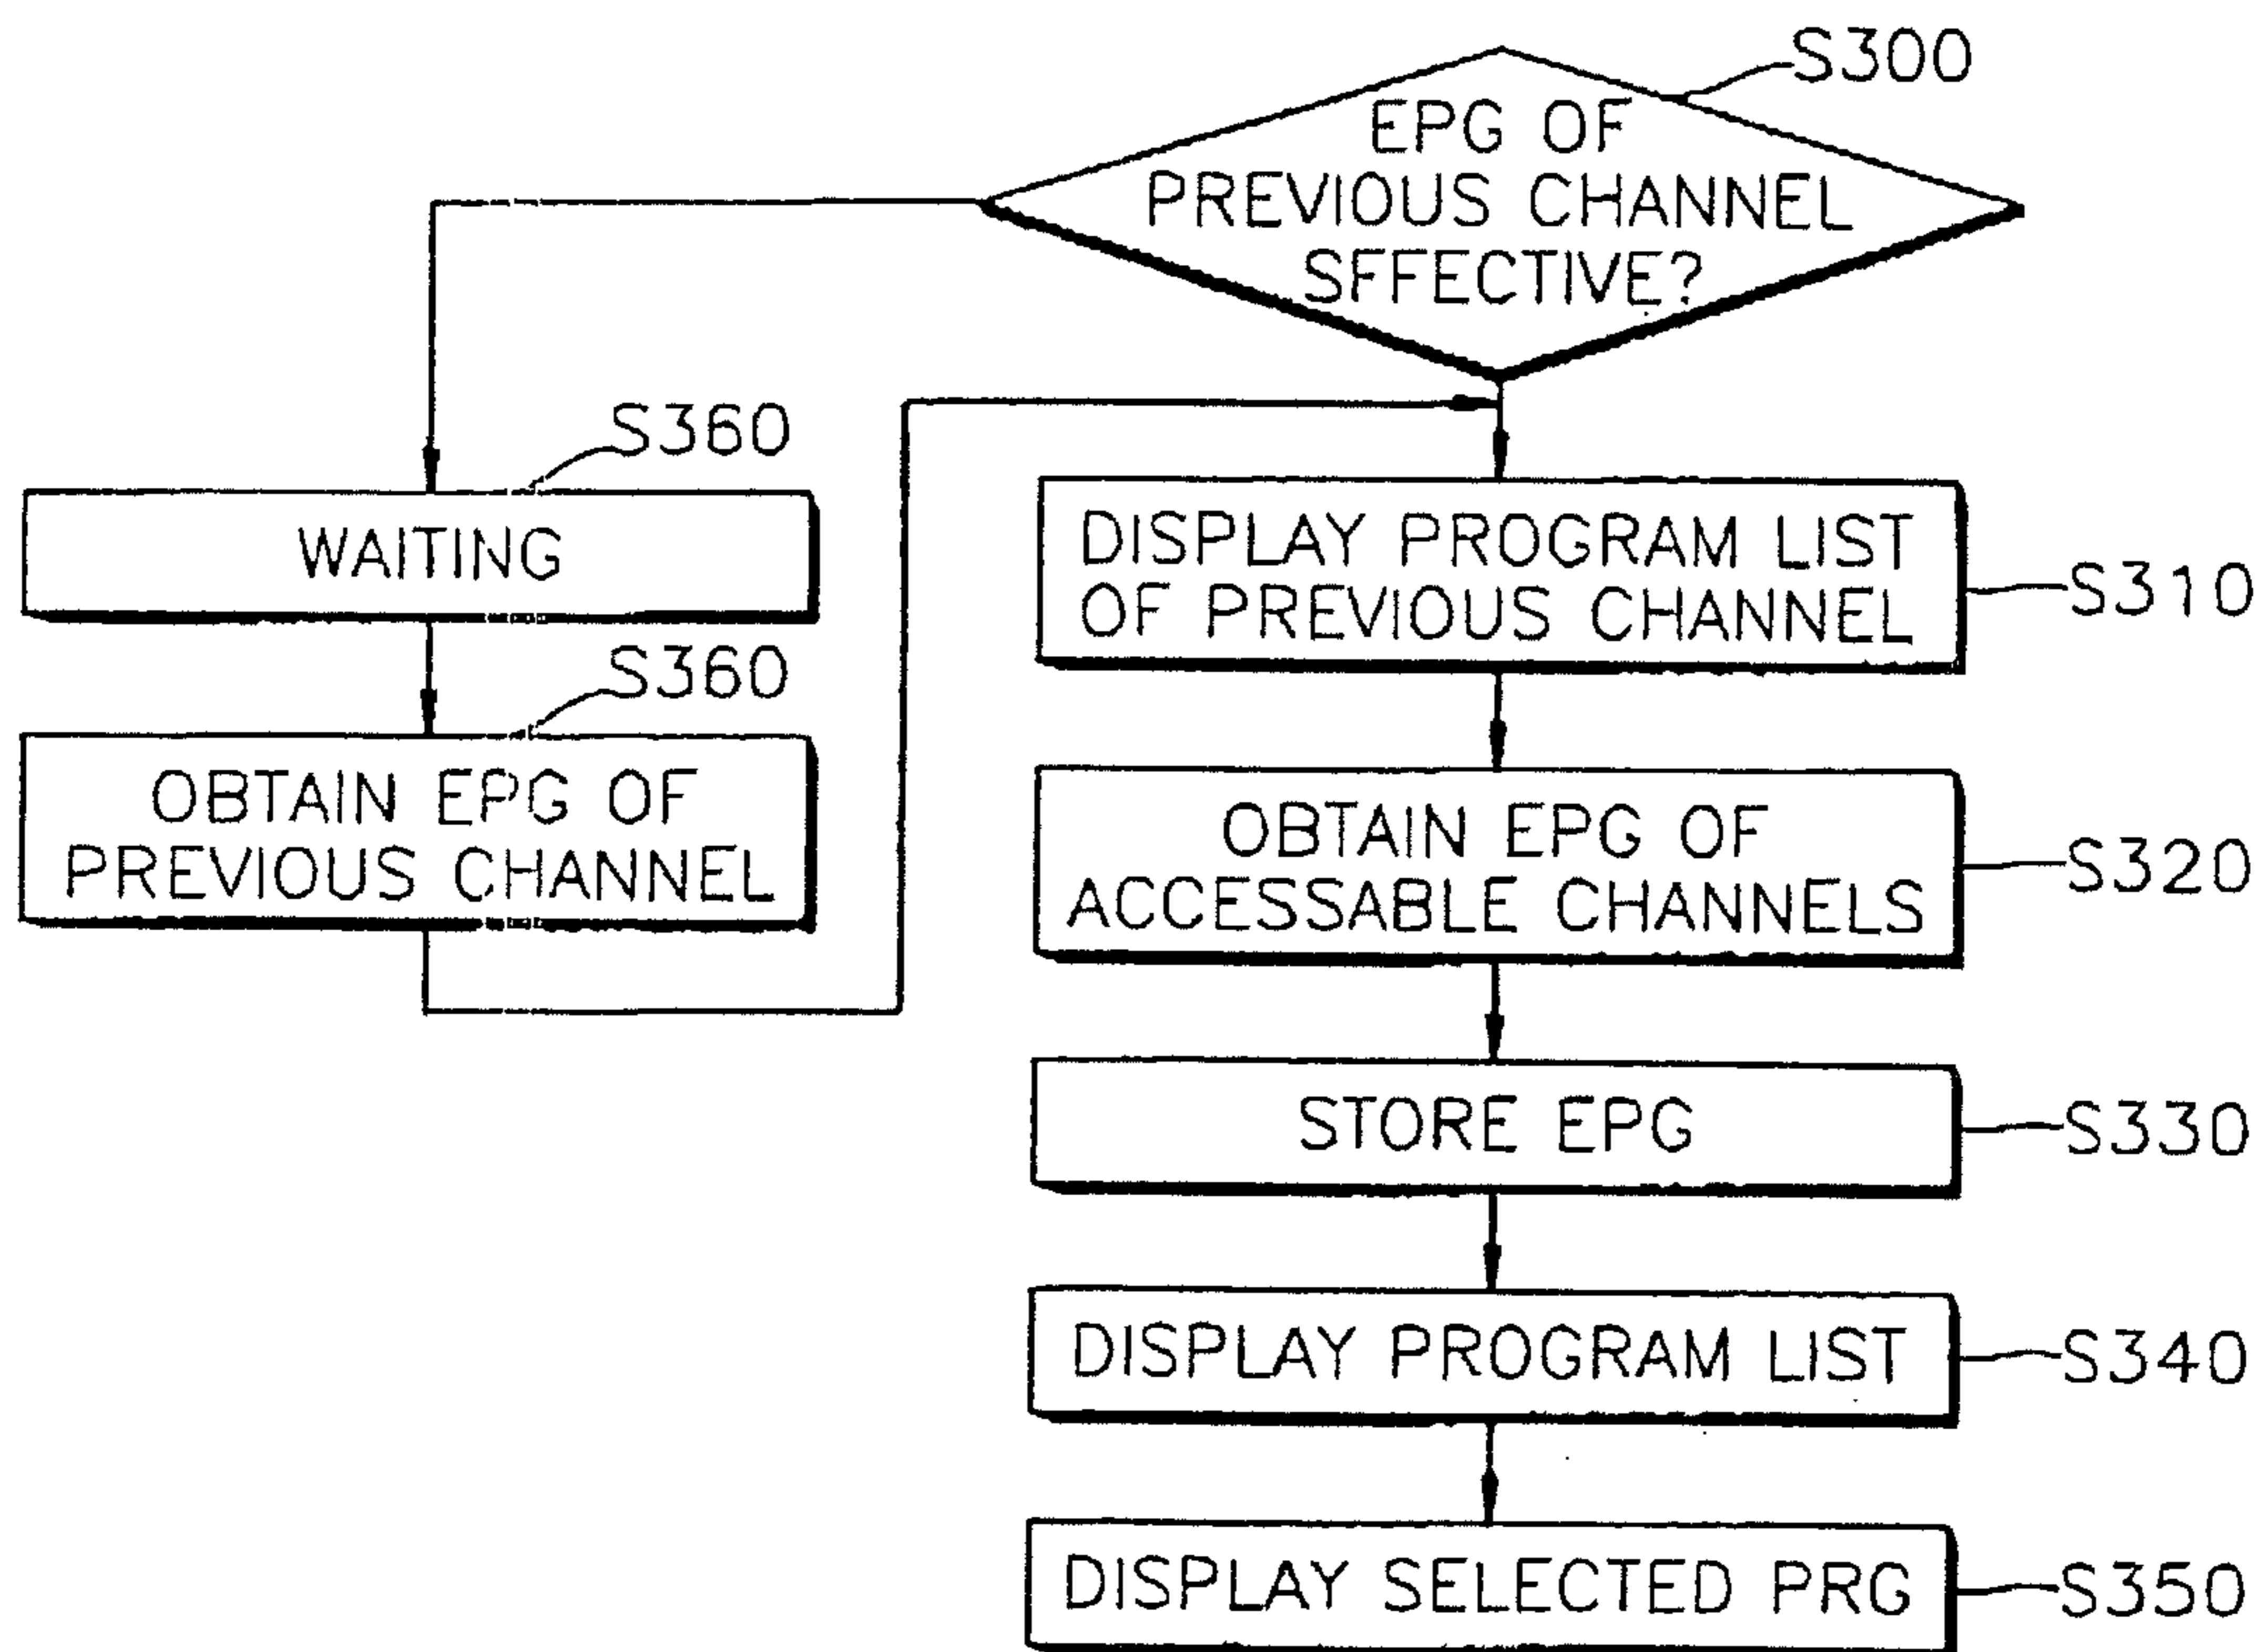 S300
EPG OF
PREVIOUS CHANNEL
SFFECTIVE?
S360
WAITING
S360
OBTAIN EPG OF
PREVIOUS CHANNEL
DISPLAY PROGRAM LIST
OF PREVIOUS CHANNEL
S310
OBTAIN EPG OF
ACCESSABLE CHANNELS
S320
STORE EPG
S330
DISPLAY PROGRAM LIST
S340
DISPLAY SELECTED PRG
S350